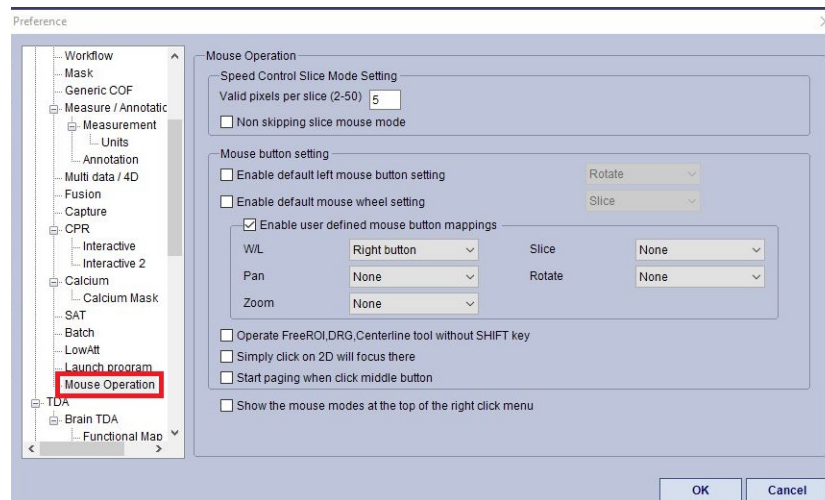 Preference
Workflow
Mask
Generic COF
Measure / Annotatic
Measurement
Units
Annotation
Multi data / 4D
Fusion
Capture
CPR
Interactive
Interactive 2
Calcium
Calcium Mask
SAT
Batch
LowAtt
Launch program
Mouse Operation
TDA
Brain TDA
Functional Map
Mouse Operation
Speed Control Slice Mode Setting
Valid pixels per slice (2-50) 5
Non skipping slice mouse mode
Mouse button setting
Enable default left mouse button setting Rotate
Enable default mouse wheel setting Slice
Enable user defined mouse button mappings
W/L Right button Slice None
Pan None Rotate None
Zoom None
Operate FreeROI,DRG,Centerline tool without SHIFT key
Simply click on 2D will focus there
Start paging when click middle button
Show the mouse modes at the top of the right click menu
OK Cancel